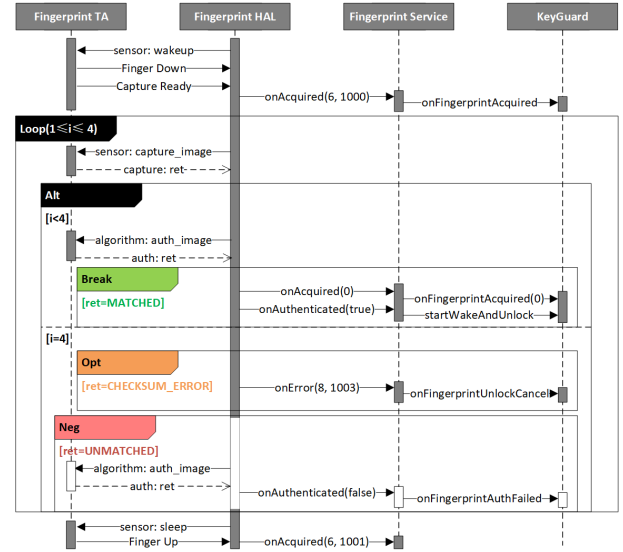 Fingerprint TA Fingerprint HAL Fingerprint Service KeyGuard
sensor: wakeup
Finger Down
Capture Ready
onAcquired(6, 1000)
onFingerprintAcquired
Loop(1≤i≤ 4)
sensor: capture_image
capture: ret
Alt
[i<4]
algorithm: auth_image
auth: ret
Break
[ret=MATCHED]
onAcquired(0)
onFingerprintAcquired(0)
onAuthenticated(true)
startWakeAndUnlock
[i=4]
Opt
[ret=CHECKSUM_ERROR]
onError(8, 1003)
onFingerprintUnlockCancel
Neg
[ret=UNMATCHED]
algorithm: auth_image
auth: ret
onAuthenticated(false)
onFingerprintAuthFailed
sensor: sleep
Finger Up
onAcquired(6, 1001)